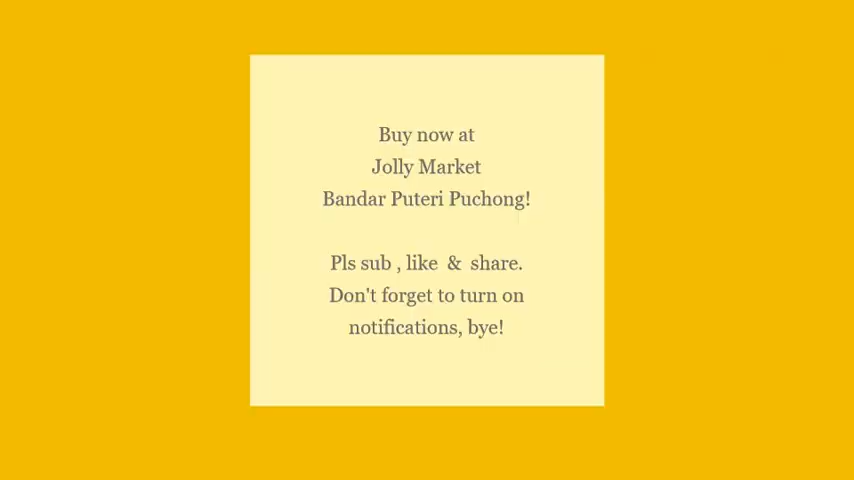 Buy now at
Jolly Market
Bandar Puteri Puchong!
Pls sub , like & share.
Don't forget to turn on
notifications, bye!